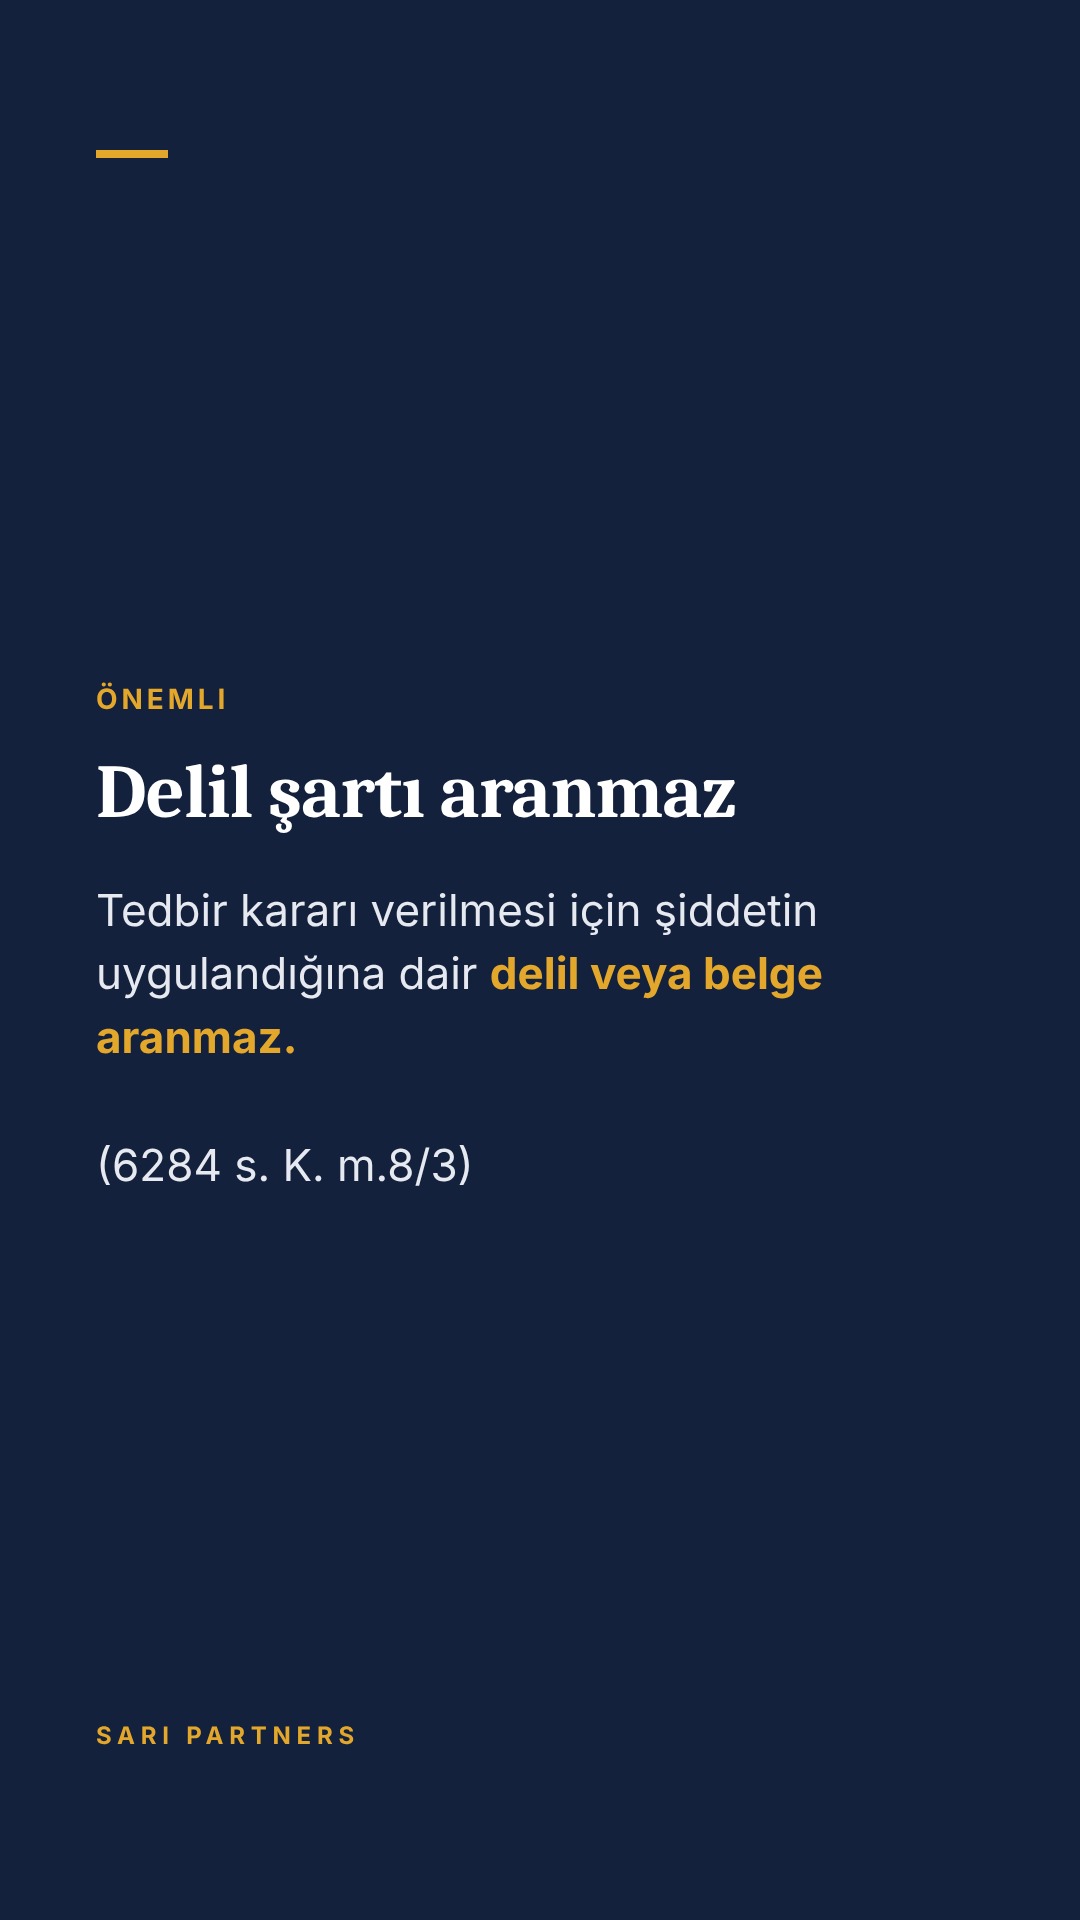 ÖNEMLI
Delil şartı aranmaz
Tedbir kararı verilmesi için şiddetin
uygulandığına dair delil veya belge
aranmaz.
(6284 s. K. m.8/3)
SARI PARTNERS